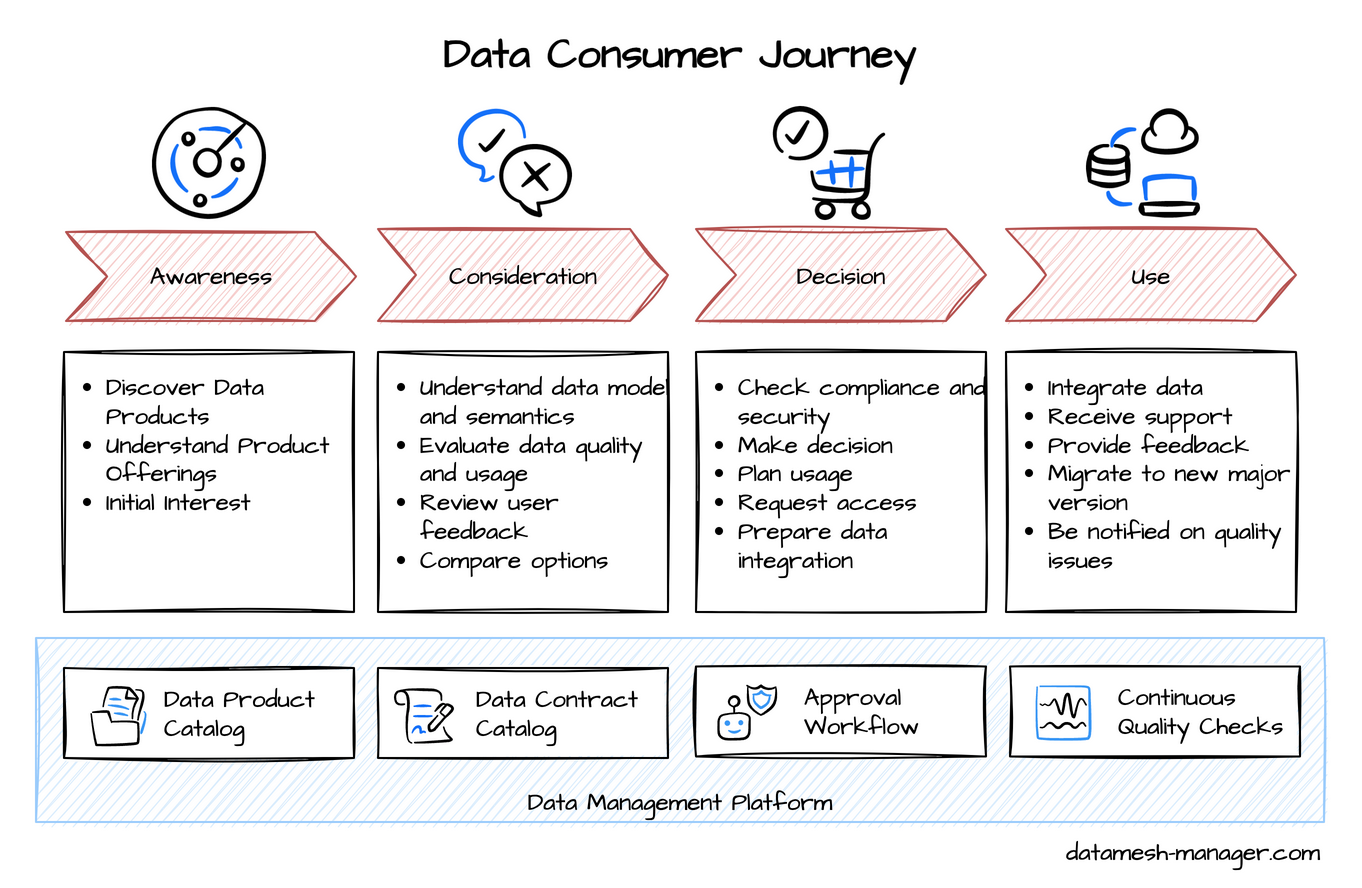 Data Consumer Journey
Awareness
Consideration
Decision
Use
• Discover Data
Products
• Understand Product
Offerings
• Initial Interest
• Understand data model
and semantics
• Evaluate data quality
and usage
• Review user
feedback
• Compare options
• Check compliance and
security
• Make decision
• Plan usage
• Request access
• Prepare data
integration
• Integrate data
• Receive support
• Provide feedback
• Migrate to new major
version
• Be notified on quality
issues
Data Product
Catalog
Data Contract
Catalog
Approval
Workflow
Continuous
Quality Checks
Data Management Platform
datamesh-manager.com